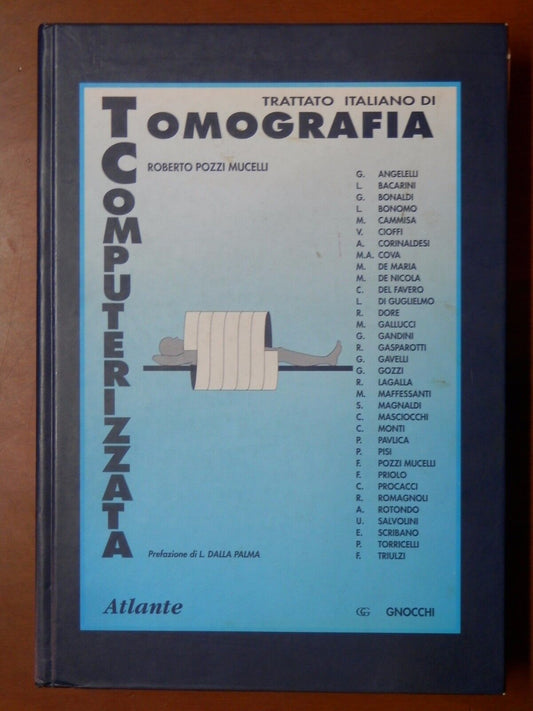 TRATTATO ITALIANO DI
TOMOGRAFIA
COMPUTERIZZATA
ROBERTO POZZI MUCELLI
G. ANGELELLI
L. BACARINI
G. BONALDI
L. BONOMO
M. CAMMISA
V. CIOFFI
A. CORINALDESI
M.A. COVA
M. DE MARIA
M. DE NICOLA
C. DEL FAVERO
L. DI GUGLIELMO
R. DORE
M. GALLUCCI
G. GANDINI
R. GASPAROTTI
G. GAVELLI
G. GOZZI
R. LAGALLA
M. MAFFESSANTI
S. MAGNALDI
C. MASCIOCCHI
C. MONTI
P. PAVLICA
P. PISI
F. POZZI MUCELLI
F. PRIOLO
C. PROCACCI
R. ROMAGNOLI
A. ROTONDO
U. SALVOLINI
E. SCRIBANO
P. TORRICELLI
F. TRIULZI
Prefazione di L. DALLA PALMA
Atlante
CG GNOCCHI